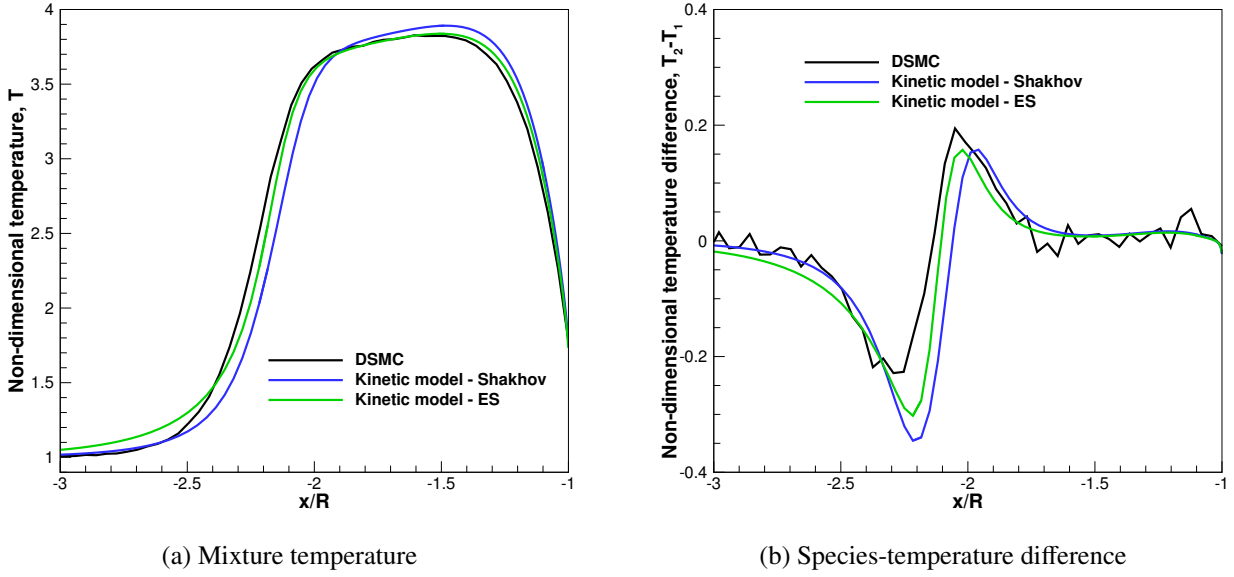 Non-dimensional temperature, T
4
3.5
3
2.5
2
1.5
1
-3
-2.5
-2
-1.5
-1
x/R
DSMC
Kinetic model - Shakhov
Kinetic model - ES
(a) Mixture temperature
Non-dimensional temperature difference, T₂-T₁
0.4
0.2
0
-0.2
-0.4
-3
-2.5
-2
-1.5
-1
x/R
DSMC
Kinetic model - Shakhov
Kinetic model - ES
(b) Species-temperature difference